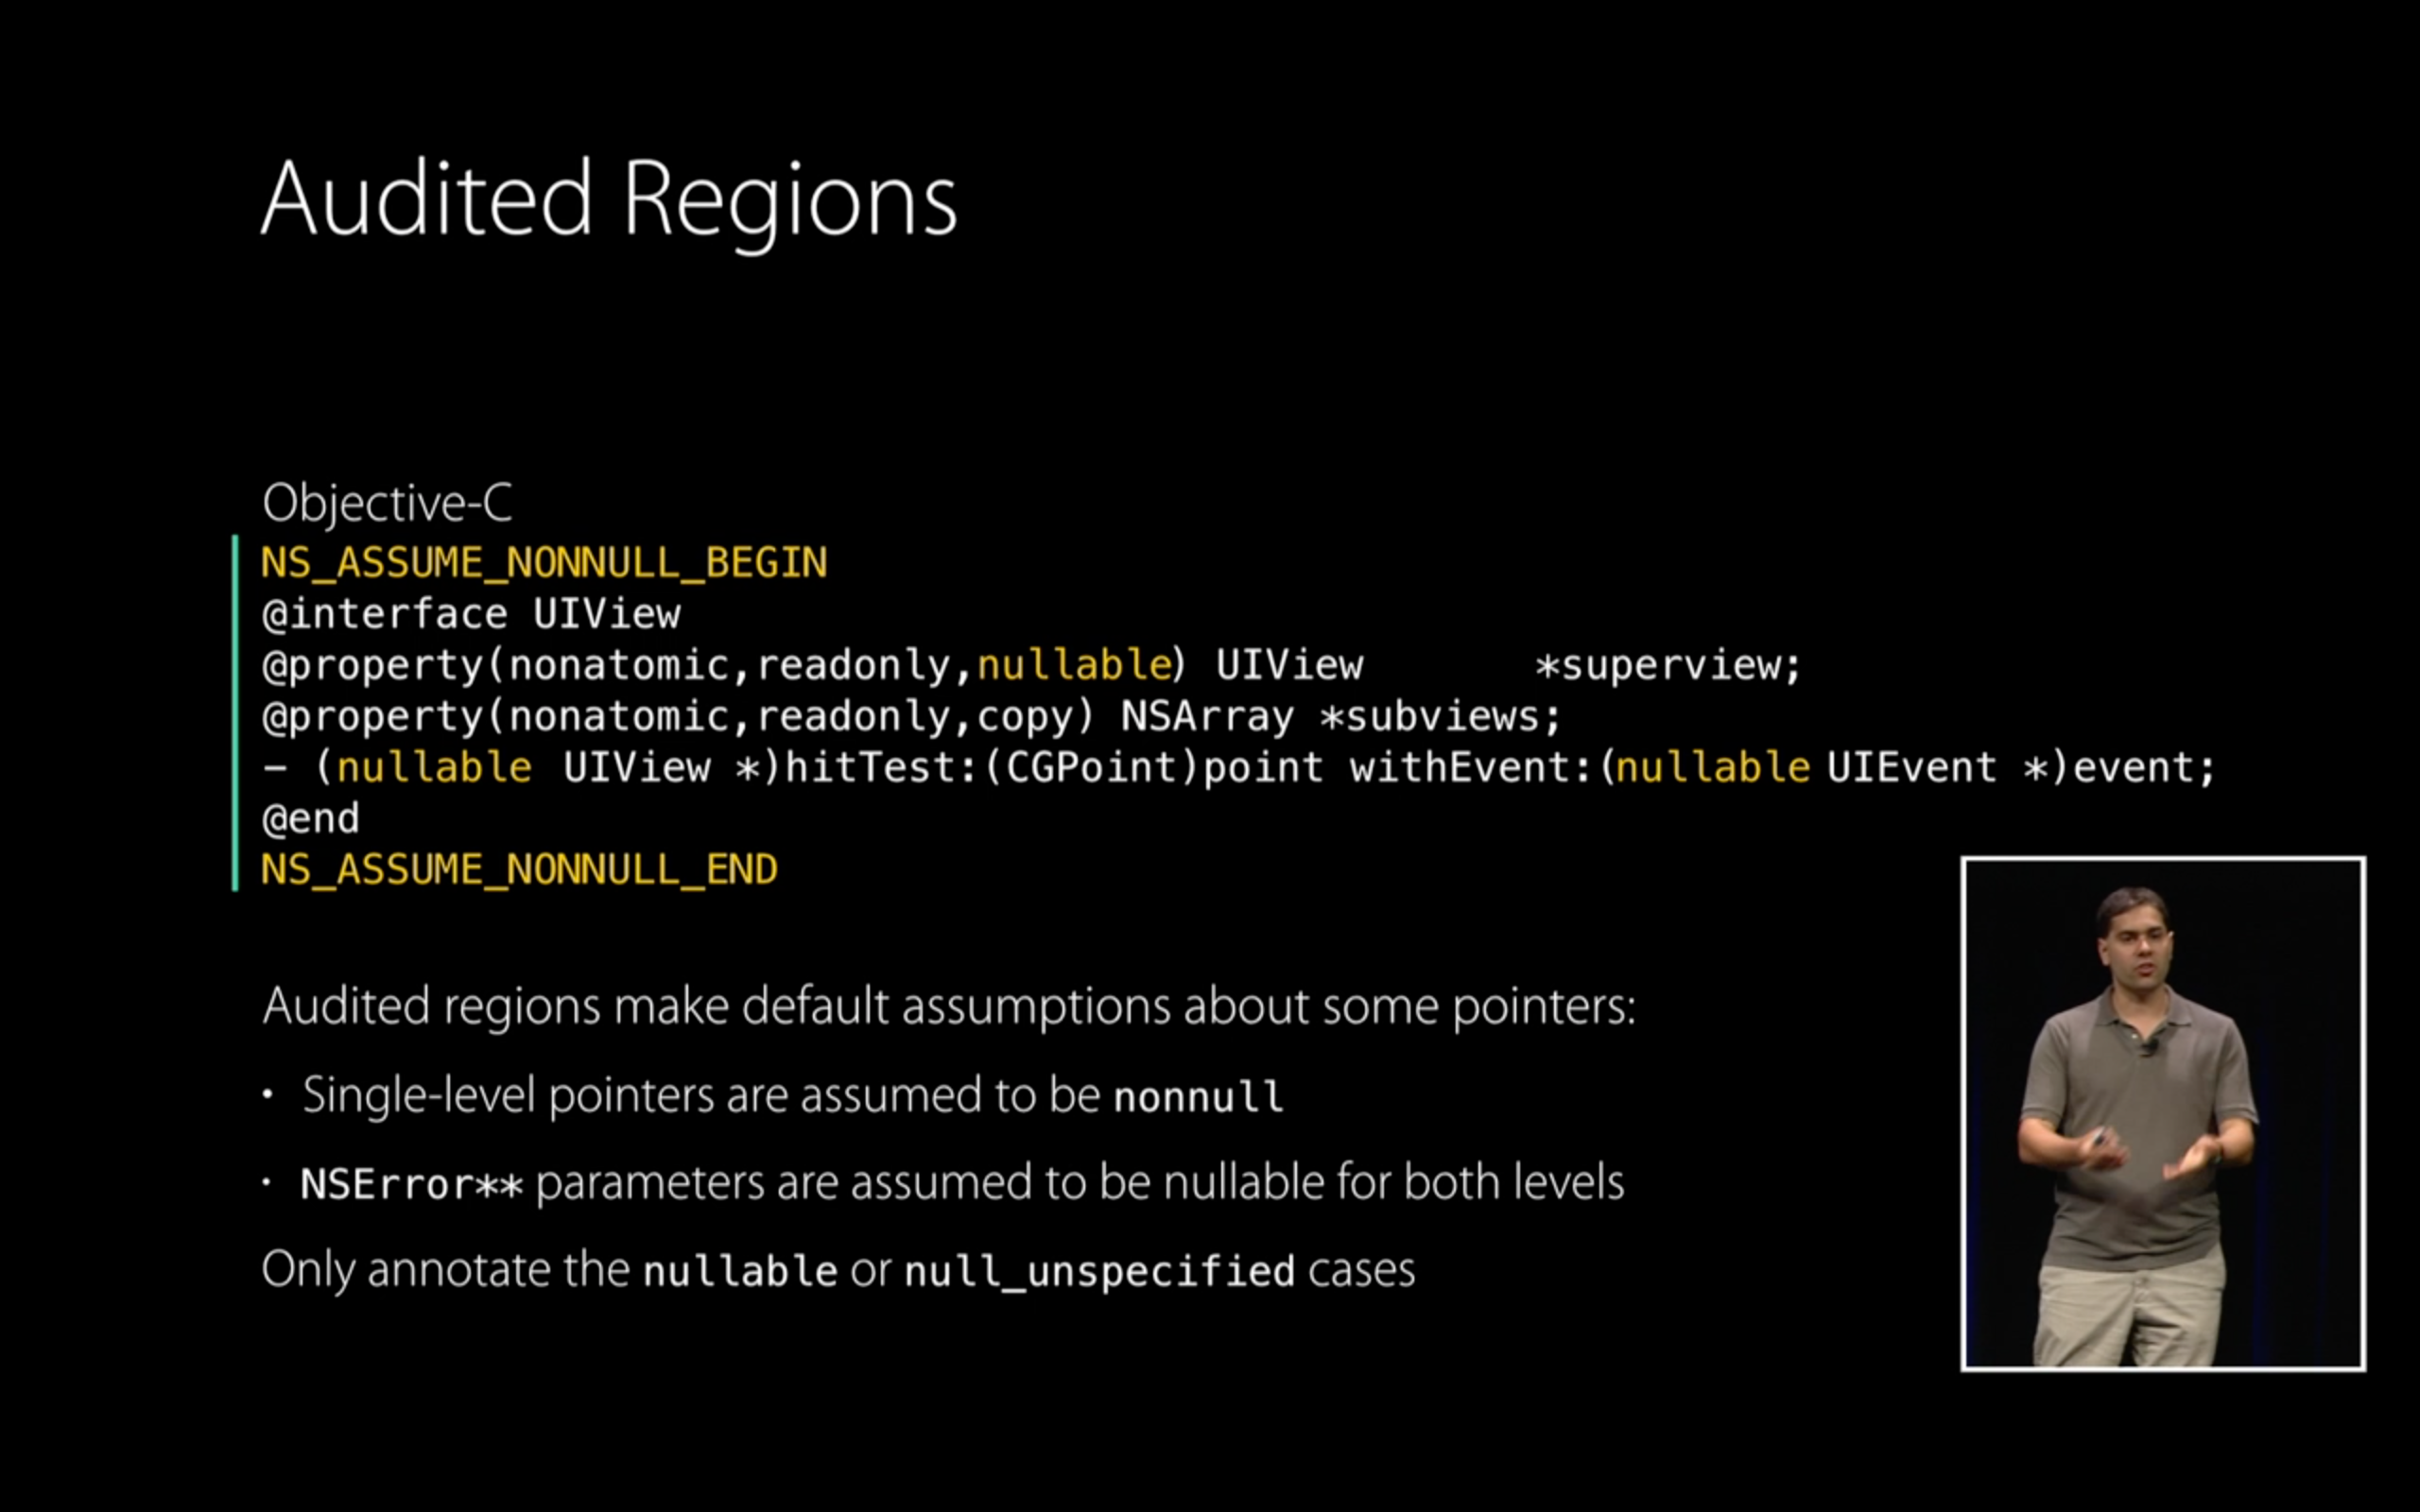 Audited Regions
Objective-C
NS_ASSUME_NONNULL_BEGIN
@interface UIView
@property(nonatomic,readonly,nullable) UIView *superview;
@property(nonatomic,readonly,copy) NSArray *subviews;
– (nullable UIView *)hitTest:(CGPoint)point withEvent:(nullable UIEvent *)event;
@end
NS_ASSUME_NONNULL_END
Audited regions make default assumptions about some pointers:
• Single-level pointers are assumed to be nonnull
• NSError** parameters are assumed to be nullable for both levels
Only annotate the nullable or null_unspecified cases